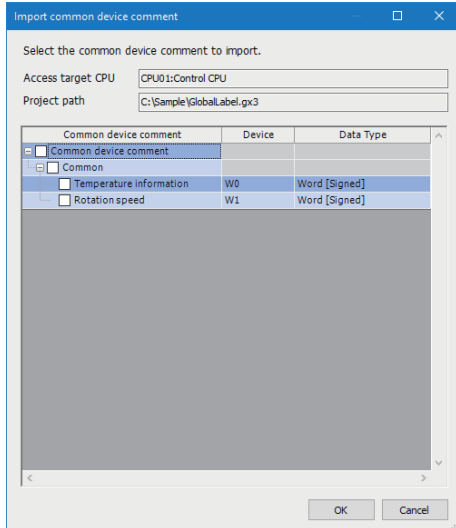 Import common device comment
Select the common device comment to import.
Access target CPU CPU01:Control CPU
Project path C:\Sample\GlobalLabel.gx3
Common device comment Device Data Type
Common device comment
Common
Temperature information W0 Word [Signed]
Rotation speed W1 Word [Signed]
OK Cancel